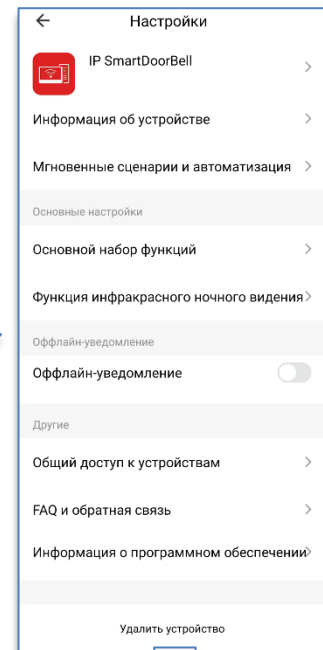 Настройки
IP SmartDoorBell
Информация об устройстве
Мгновенные сценарии и автоматизация
Основные настройки
Основной набор функций
Функция инфракрасного ночного видения
Оффлайн-уведомление
Оффлайн-уведомление
Другие
Общий доступ к устройствам
FAQ и обратная связь
Информация о программном обеспечении
Удалить устройство